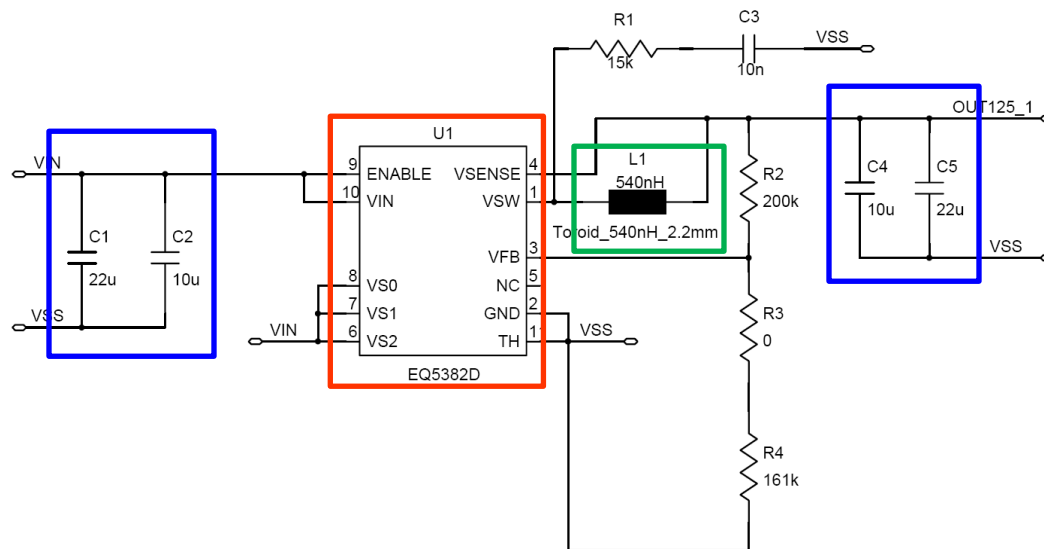 R1
15k
C3
10n
VSS
OUT125_1
VIN
C1
22u
C2
10u
VSS
U1
9
ENABLE
10
VIN
8
VS0
7
VS1
6
VS2
VIN
VSENSE
4
VSW
1
VFB
3
NC
5
GND
2
TH
11
EQ5382D
VSS
L1
540nH
Toroid_540nH_2.2mm
R2
200k
R3
0
R4
161k
C4
10u
C5
22u
VSS